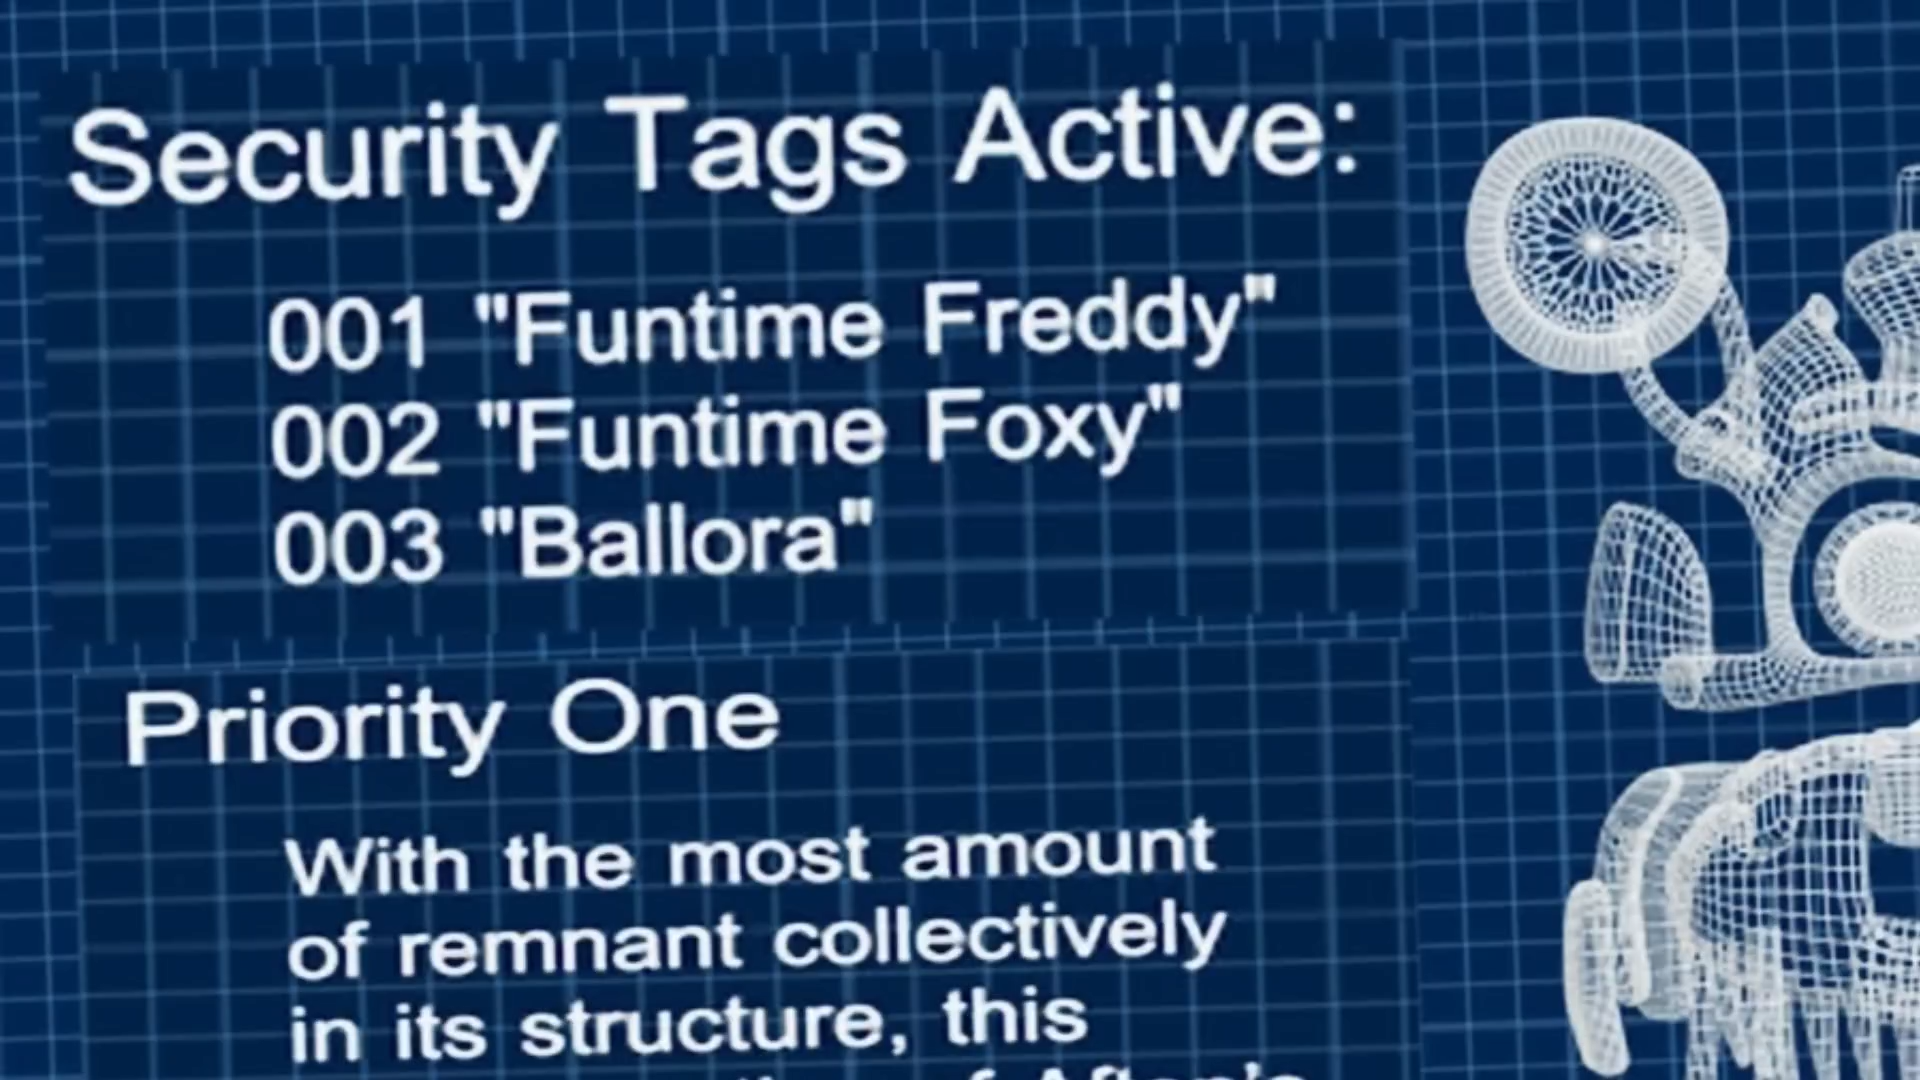 Security Tags Active:
001 "Funtime Freddy"
002 "Funtime Foxy"
003 "Ballora"
Priority One
With the most amount
of remnant collectively
in its structure, this